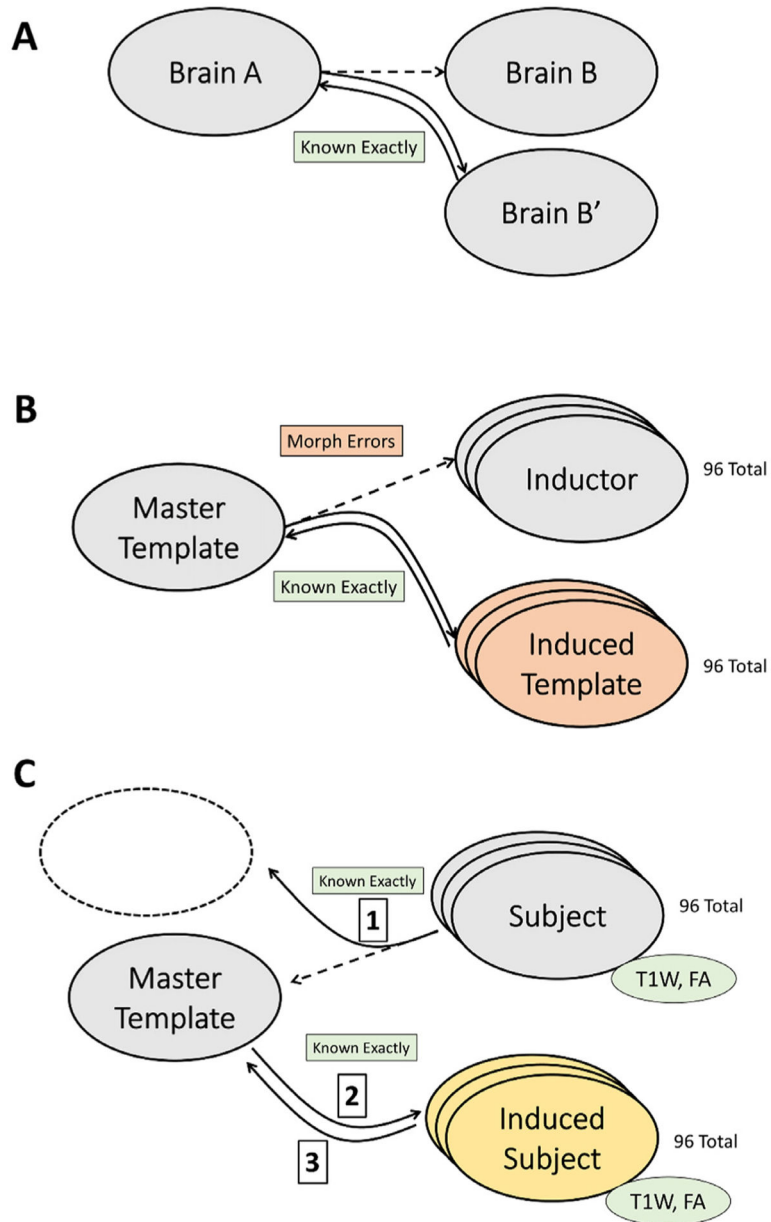 A
Brain A
Brain B
Known Exactly
Brain B’
B
Morph Errors
Inductor
96 Total
Master
Template
Known Exactly
Induced
Template
96 Total
C
Known Exactly
1
Subject
96 Total
T1W, FA
Master
Template
Known Exactly
2
3
Induced
Subject
96 Total
T1W, FA